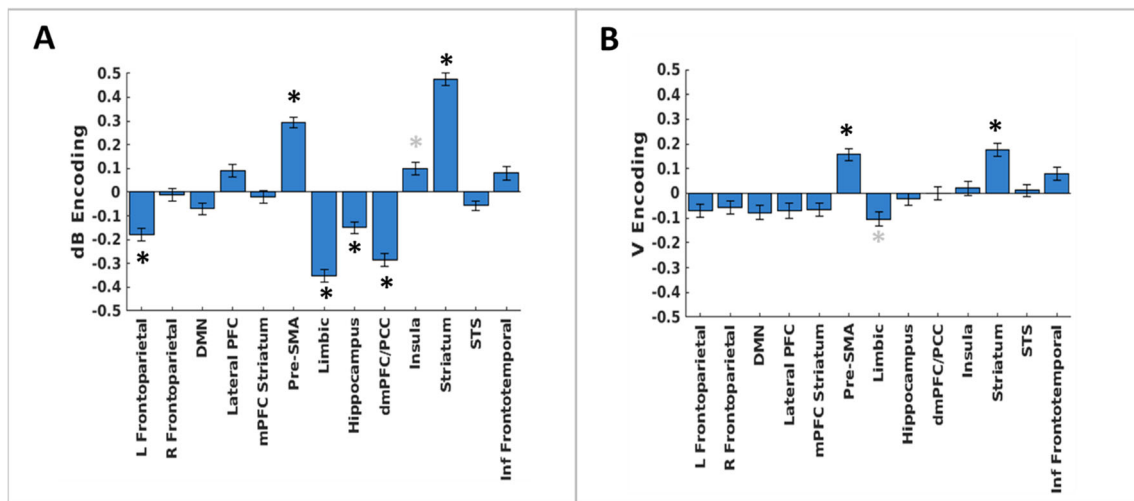 A
dB Encoding
0.5
0.4
0.3
0.2
0.1
0
-0.1
-0.2
-0.3
-0.4
-0.5
*
*
*
*
*
*
*
L Frontoparietal
R Frontoparietal
DMN
Lateral PFC
mPFC Striatum
Pre-SMA
Limbic
Hippocampus
dmPFC/PCC
Insula
Striatum
STS
Inf Frontotemporal
B
V Encoding
0.5
0.4
0.3
0.2
0.1
0
-0.1
-0.2
-0.3
-0.4
-0.5
*
*
*
L Frontoparietal
R Frontoparietal
DMN
Lateral PFC
mPFC Striatum
Pre-SMA
Limbic
Hippocampus
dmPFC/PCC
Insula
Striatum
STS
Inf Frontotemporal